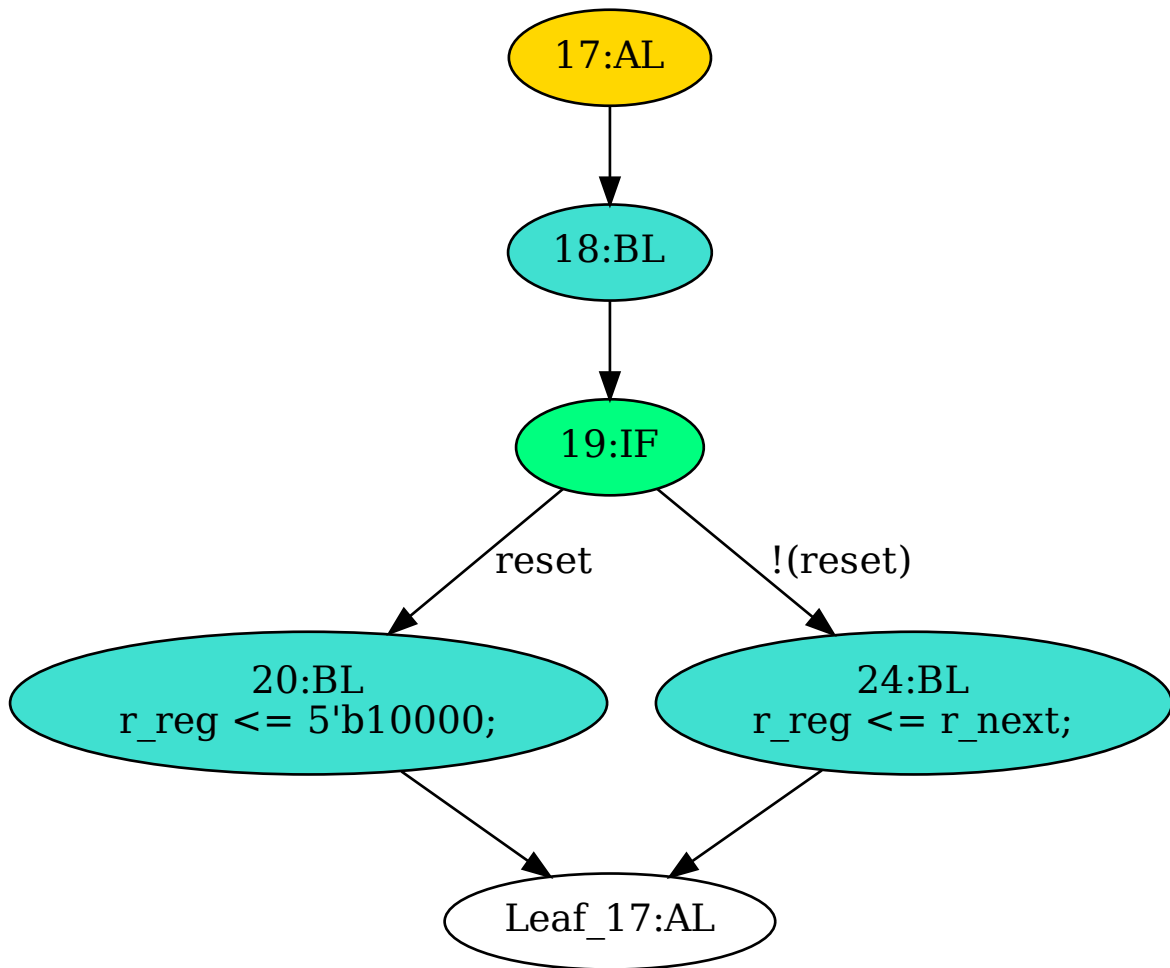 17:AL
18:BL
19:IF
reset
!(reset)
20:BL
r_reg <= 5'b10000;
24:BL
r_reg <= r_next;
Leaf_17:AL